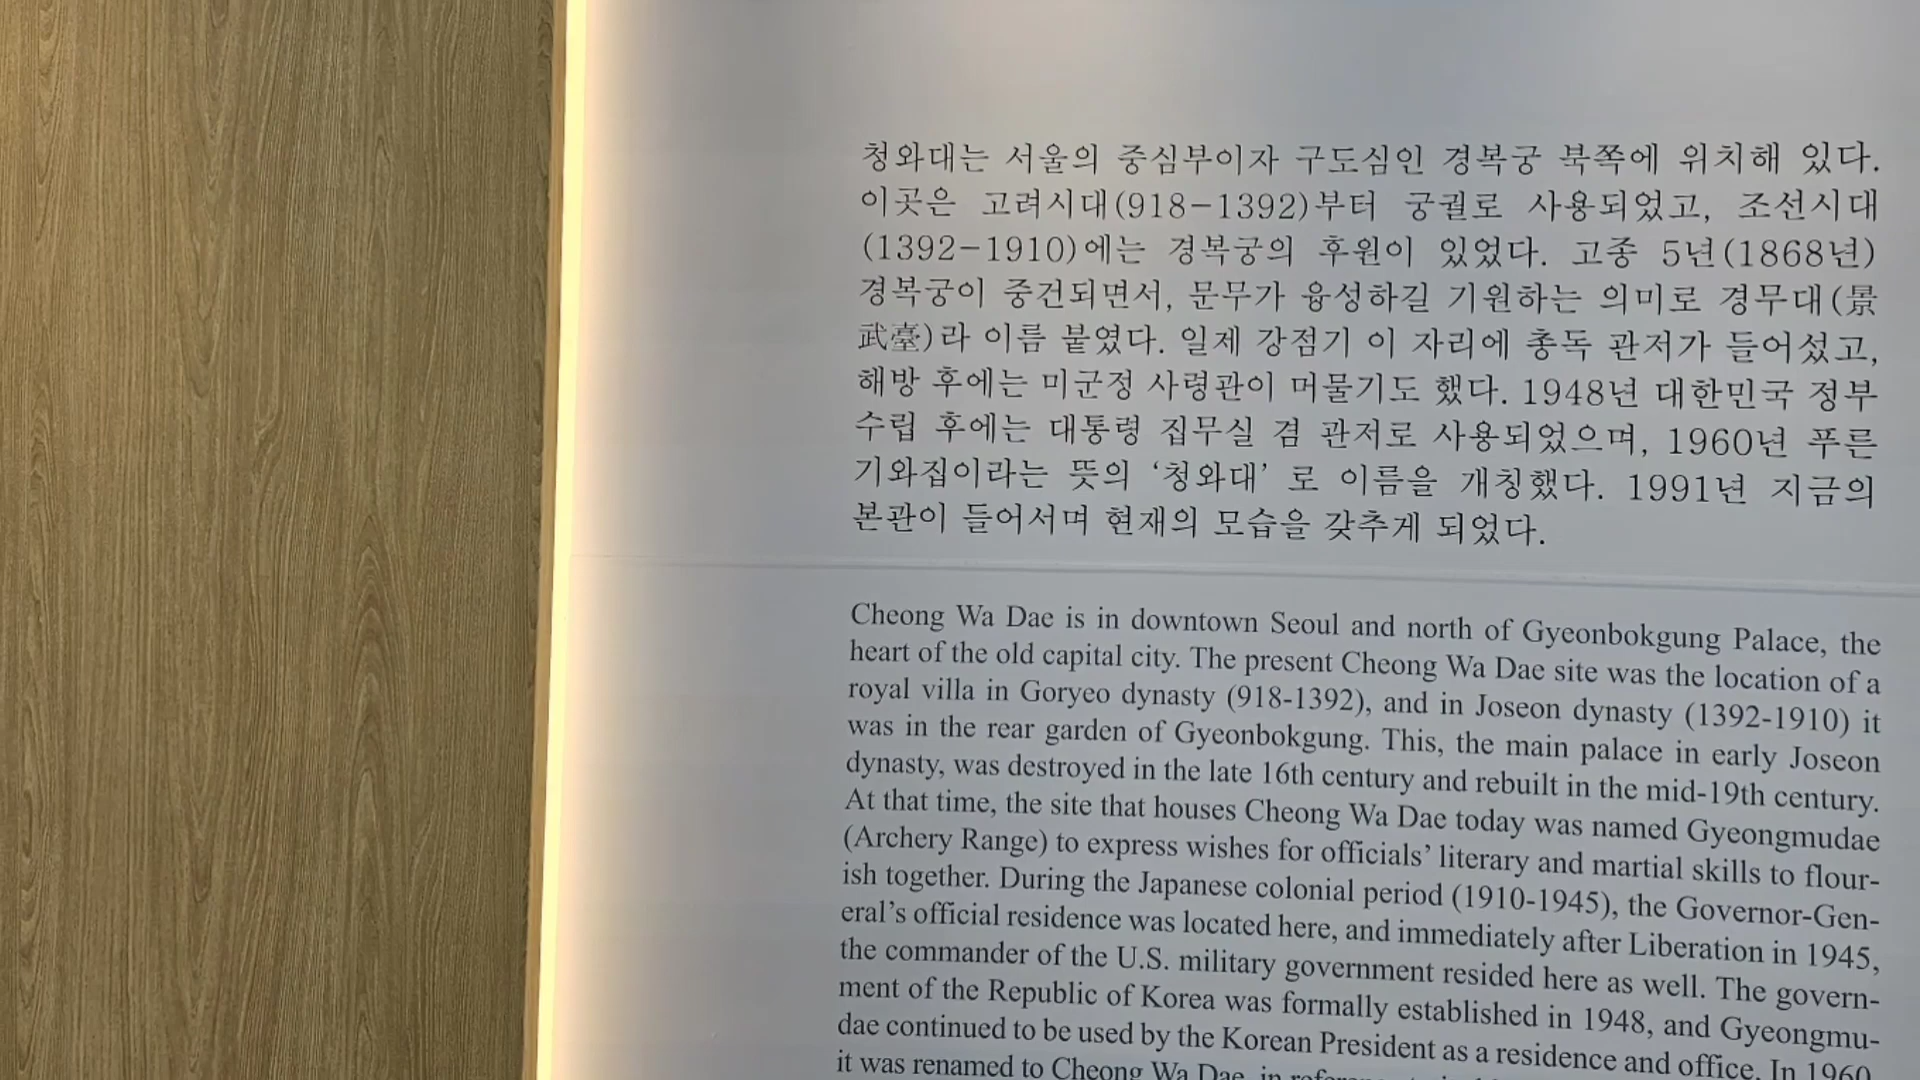 청와대는 서울의 중심부이자 구도심인 경복궁 북쪽에 위치해 있다.
이곳은 고려시대(918-1392)부터 궁궐로 사용되었고, 조선시대
(1392-1910)에는 경복궁의 후원이 있었다. 고종 5년(1868년)
경복궁이 중건되면서, 문무가 융성하길 기원하는 의미로 경무대(景
武臺)라 이름 붙였다. 일제 강점기 이 자리에 총독 관저가 들어섰고,
해방 후에는 미군정 사령관이 머물기도 했다. 1948년 대한민국 정부
수립 후에는 대통령 집무실 겸 관저로 사용되었으며, 1960년 푸른
기와집이라는 뜻의 ‘청와대’ 로 이름을 개칭했다. 1991년 지금의
본관이 들어서며 현재의 모습을 갖추게 되었다.
Cheong Wa Dae is in downtown Seoul and north of Gyeonbokgung Palace, the
heart of the old capital city. The present Cheong Wa Dae site was the location of a
royal villa in Goryeo dynasty (918-1392), and in Joseon dynasty (1392-1910) it
was in the rear garden of Gyeonbokgung. This, the main palace in early Joseon
dynasty, was destroyed in the late 16th century and rebuilt in the mid-19th century.
At that time, the site that houses Cheong Wa Dae today was named Gyeongmudae
(Archery Range) to express wishes for officials’ literary and martial skills to flour-
ish together. During the Japanese colonial period (1910-1945), the Governor-Gen-
eral’s official residence was located here, and immediately after Liberation in 1945,
the commander of the U.S. military government resided here as well. The govern-
ment of the Republic of Korea was formally established in 1948, and Gyeongmu-
dae continued to be used by the Korean President as a residence and office. In 1960
it was renamed to Cheong Wa Dae, in